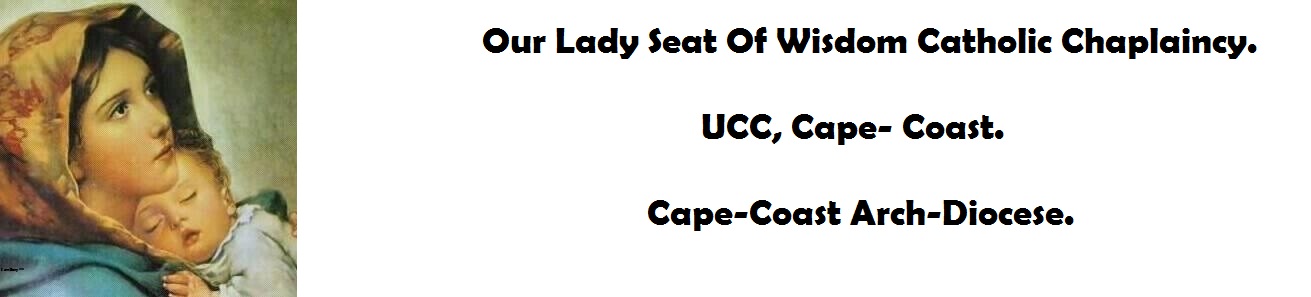 Our Lady Seat Of Wisdom Catholic Chaplaincy.
UCC, Cape- Coast.
Cape-Coast Arch-Diocese.